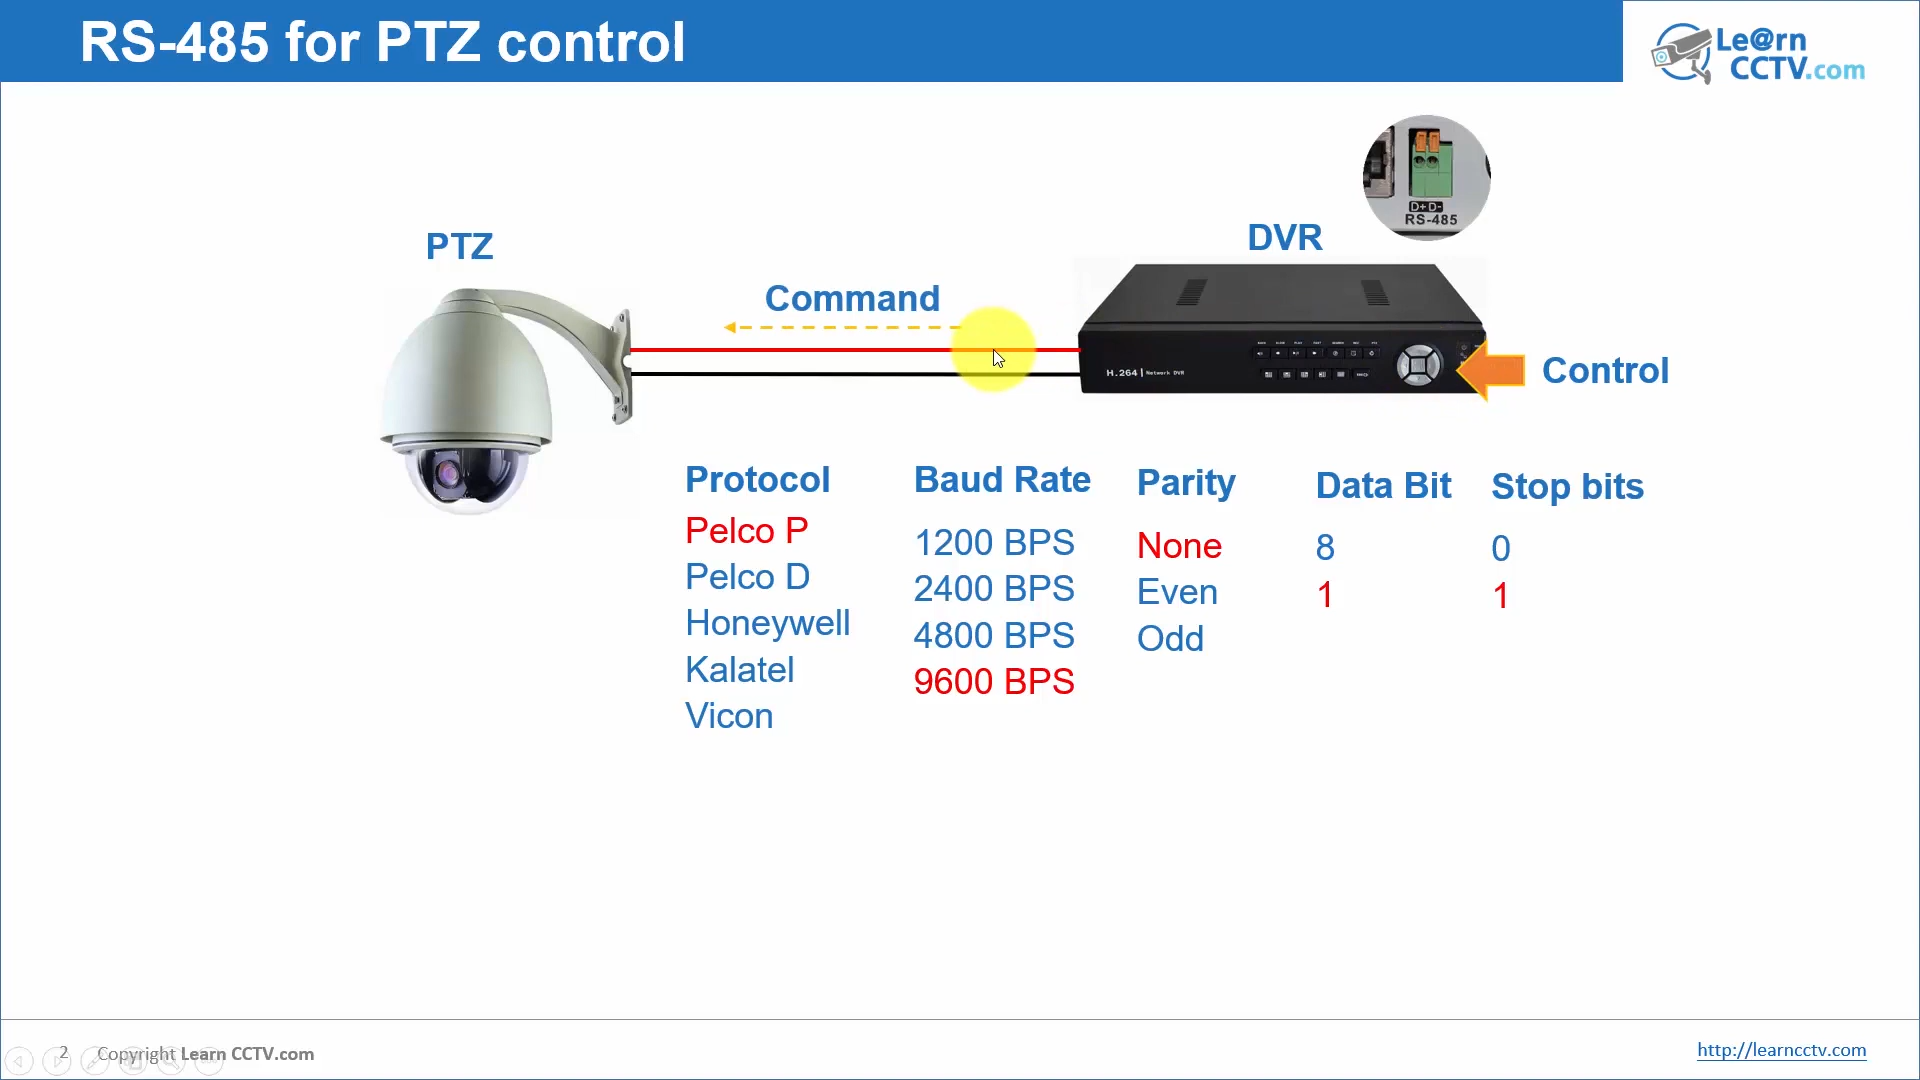 RS-485 for PTZ control
Le@rn
CCTV.com
D+ D-
RS-485
PTZ
DVR
Command
H.264 | Network DVR
Control
Protocol
Pelco P
Pelco D
Honeywell
Kalatel
Vicon
Baud Rate
1200 BPS
2400 BPS
4800 BPS
9600 BPS
Parity
None
Even
Odd
Data Bit
8
1
Stop bits
0
1
2
Copyright Learn CCTV.com
http://learncctv.com